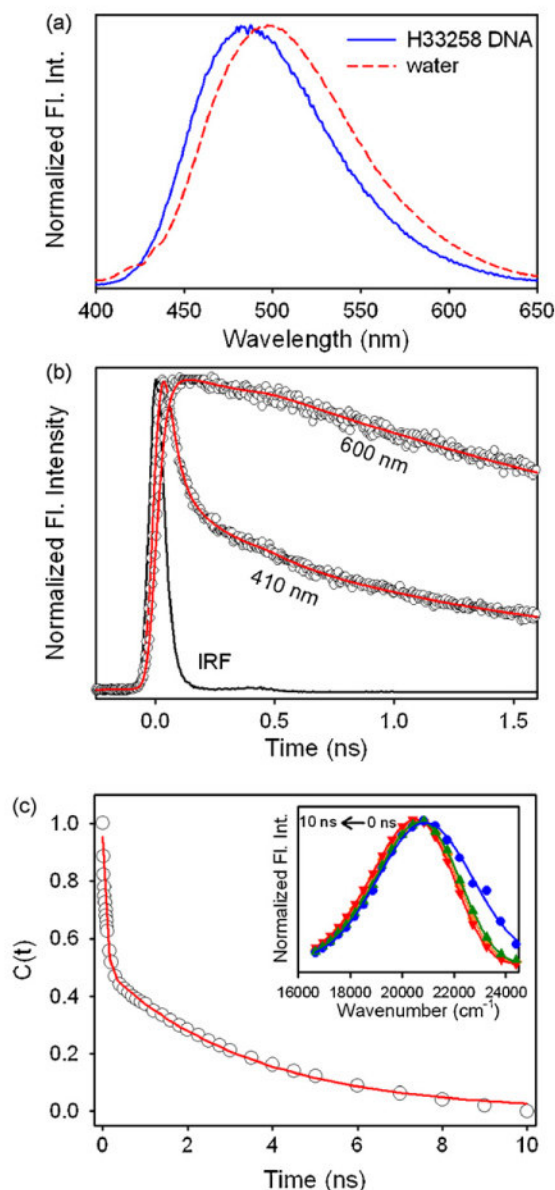 (a)
H33258 DNA
water
Normalized Fl. Int.
400 450 500 550 600 650
Wavelength (nm)
(b)
600 nm
410 nm
IRF
Normalized Fl. Intensity
0.0 0.5 1.0 1.5
Time (ns)
(c)
1.0
0.8
0.6
0.4
0.2
0.0
C(t)
10 ns ← 0 ns
Normalized Fl. Int.
16000 18000 20000 22000 24000
Wavenumber (cm⁻¹)
0 2 4 6 8 10
Time (ns)